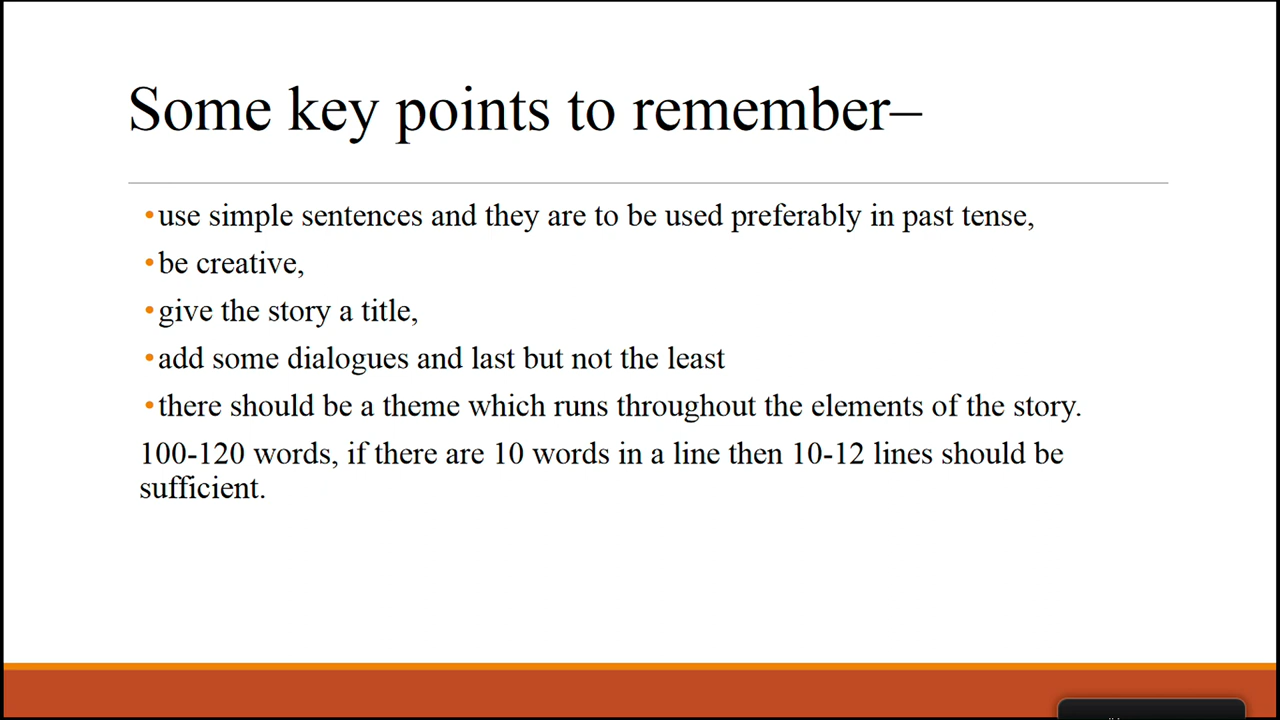 Some key points to remember–
•use simple sentences and they are to be used preferably in past tense,
•be creative,
•give the story a title,
•add some dialogues and last but not the least
•there should be a theme which runs throughout the elements of the story.
100-120 words, if there are 10 words in a line then 10-12 lines should be
sufficient.